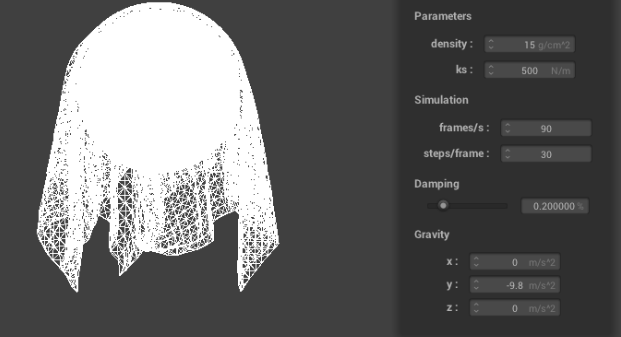 Parameters
density : 15 g/cm^2
ks : 500 N/m
Simulation
frames/s : 90
steps/frame : 30
Damping
0.200000 %
Gravity
x : 0 m/s^2
y : -9.8 m/s^2
z : 0 m/s^2